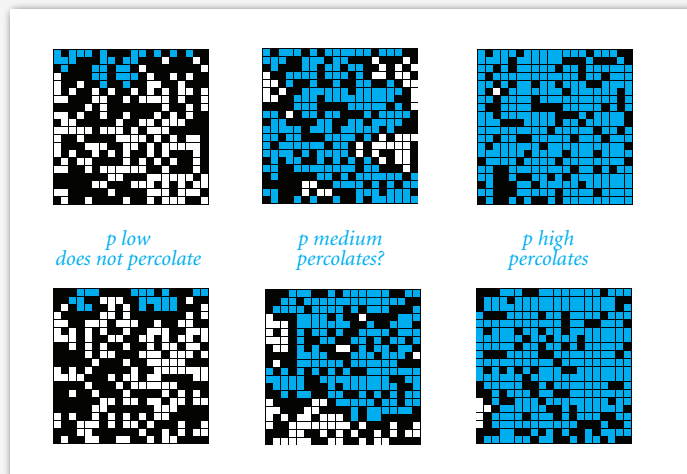 p low
does not percolate
p medium
percolates?
p high
percolates